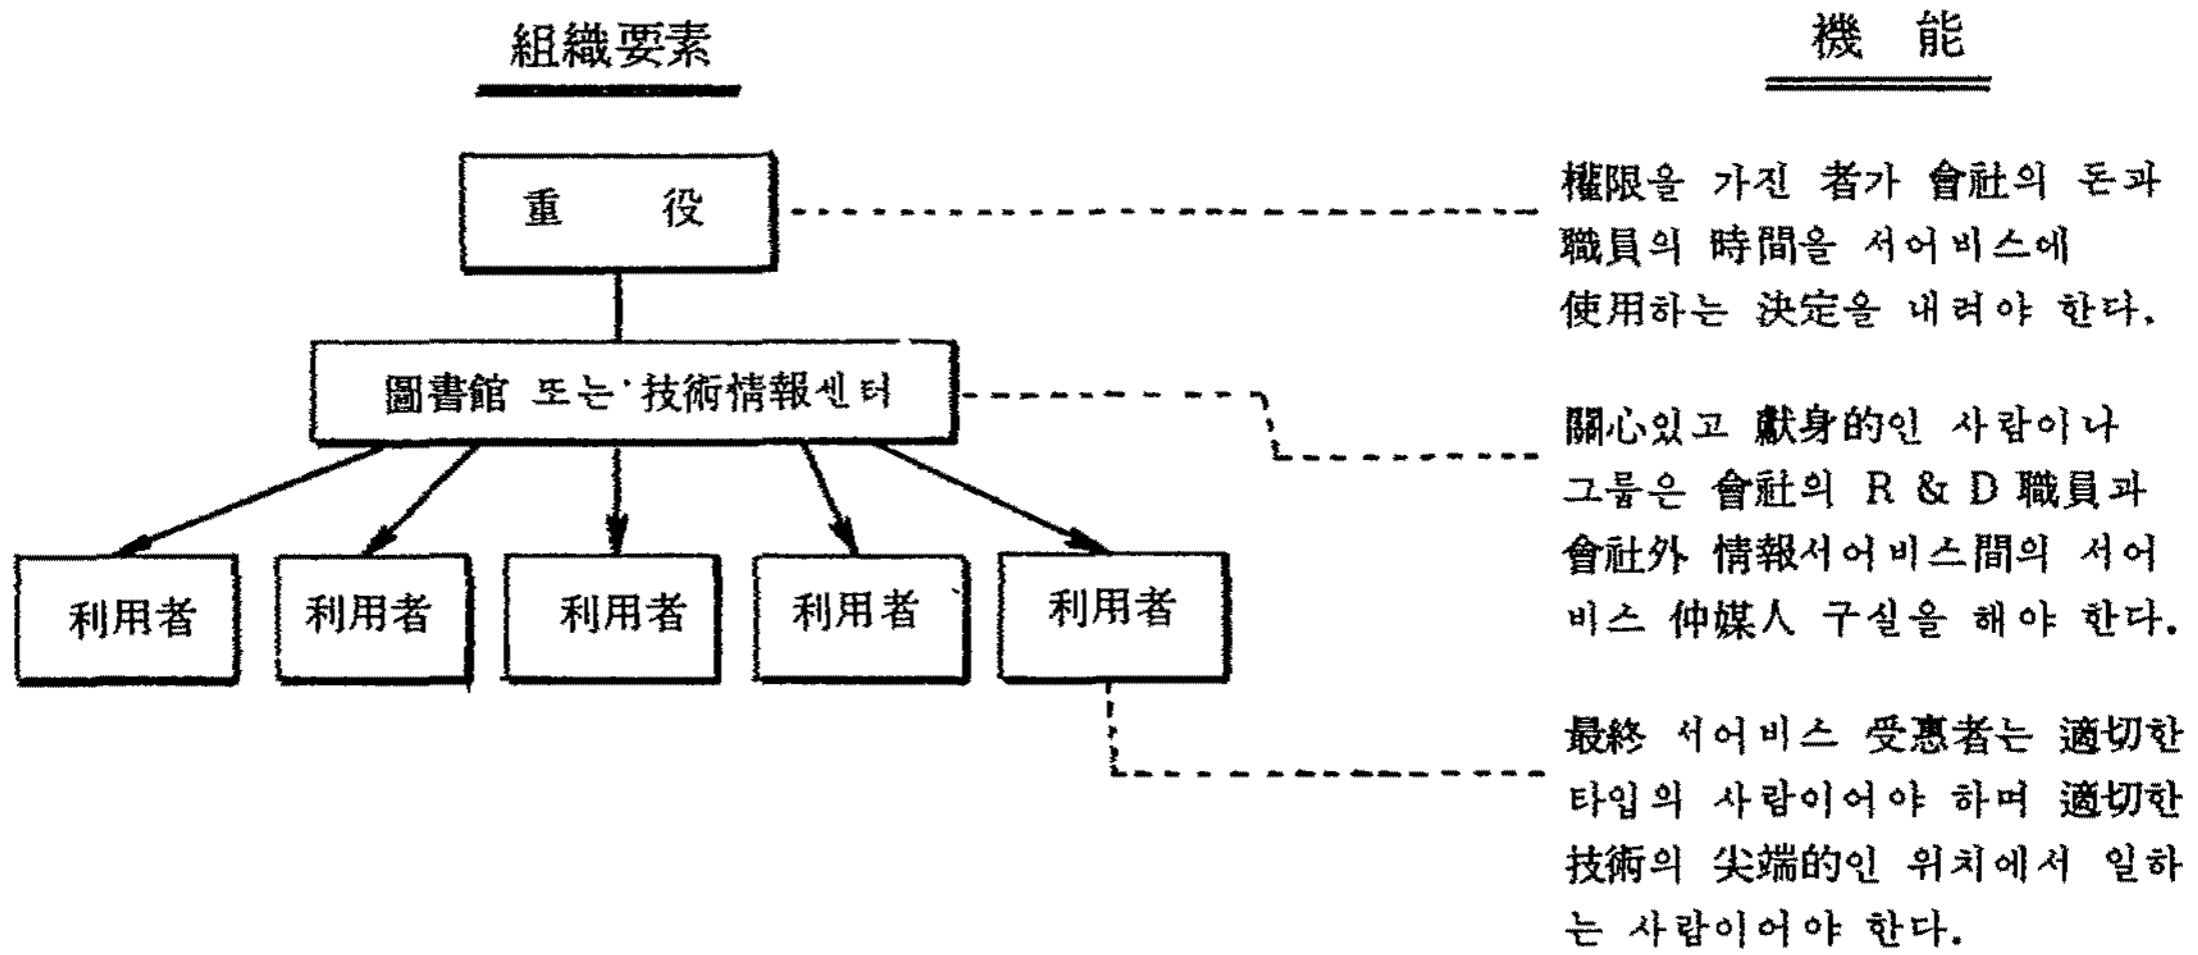 組織要素
機 能
重 役
權限을 가진 者가 會社의 돈과
職員의 時間을 서어비스에
使用하는 決定을 내려야 한다.
圖書館 또는 技術情報센터
關心있고 獻身的인 사람이나
그룹은 會社의 R & D 職員과
會社外 情報서어비스間의 서어
비스 仲媒人 구실을 해야 한다.
利用者 利用者 利用者 利用者 利用者
最終 서어비스 受惠者는 適切한
타입의 사람이어야 하며 適切한
技術의 尖端的인 위치에서 일하
는 사람이어야 한다.